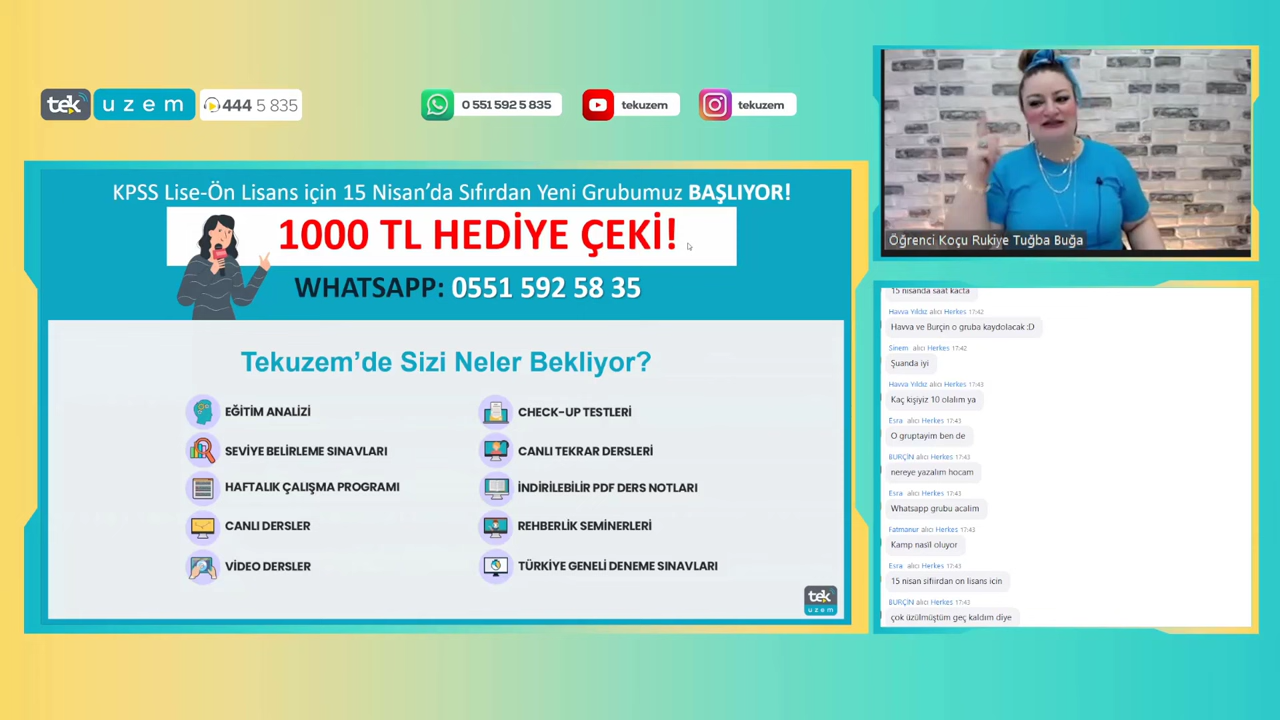 tek uzem 444 5 835
0 551 592 5 835
tekuzem
tekuzem
KPSS Lise-Ön Lisans için 15 Nisan’da Sıfırdan Yeni Grubumuz BAŞLIYOR!
1000 TL HEDİYE ÇEKİ!
WHATSAPP: 0551 592 58 35
Tekuzem’de Sizi Neler Bekliyor?
EĞİTİM ANALİZİ
SEVİYE BELİRLEME SINAVLARI
HAFTALIK ÇALIŞMA PROGRAMI
CANLI DERSLER
VİDEO DERSLER
CHECK-UP TESTLERİ
CANLI TEKRAR DERSLERİ
İNDİRİLEBİLİR PDF DERS NOTLARI
REHBERLİK SEMİNERLERİ
TÜRKİYE GENELİ DENEME SINAVLARI
tek
uzem
Öğrenci Koçu Rukiye Tuğba Buğa
15 nisanda saat kacta
Havva Yıldız alıcı Herkes 17:42
Havva ve Burçin o gruba kaydolacak :D
Sinem alıcı Herkes 17:42
Şuanda iyi
Havva Yıldız alıcı Herkes 17:43
Kaç kişiyiz 10 olalım ya
Esra alıcı Herkes 17:43
O gruptayim ben de
BURÇİN alıcı Herkes 17:43
nereye yazalım hocam
Esra alıcı Herkes 17:43
Whatsapp grubu acalim
Fatmanur alıcı Herkes 17:43
Kamp nasıl oluyor
Esra alıcı Herkes 17:43
15 nisan sifiirdan on lisans icin
BURÇİN alıcı Herkes 17:43
çok üzülmüştüm geç kaldım diye